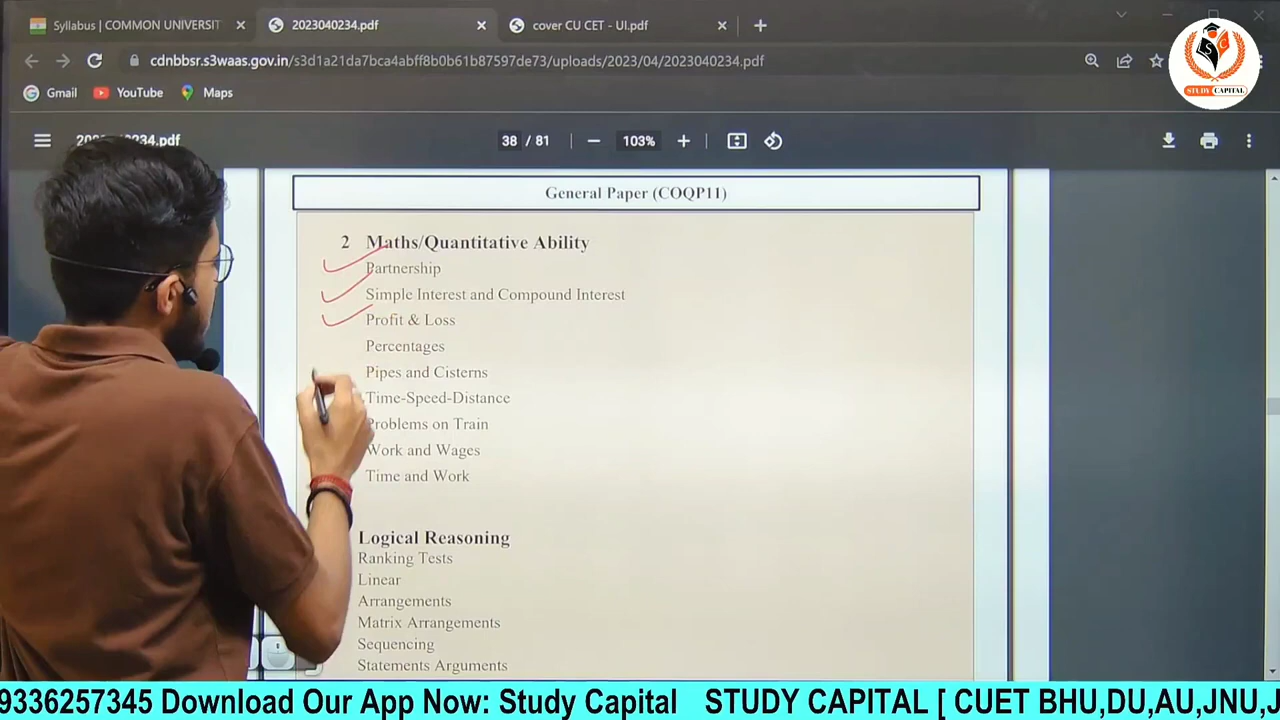 Syllabus | COMMON UNIVERSIT
2023040234.pdf
cover CU CET - UI.pdf
cdnbbsr.s3waas.gov.in/s3d1a21da7bca4abff8b0b61b87597de73/uploads/2023/04/2023040234.pdf
Gmail YouTube Maps
38 / 81 103%
STUDY CAPITAL
General Paper (COQP11)
2 Maths/Quantitative Ability
Partnership
Simple Interest and Compound Interest
Profit & Loss
Percentages
Pipes and Cisterns
Time-Speed-Distance
Problems on Train
Work and Wages
Time and Work
Logical Reasoning
Ranking Tests
Linear
Arrangements
Matrix Arrangements
Sequencing
Statements Arguments
9336257345 Download Our App Now: Study Capital STUDY CAPITAL [ CUET BHU,DU,AU,JNU,J